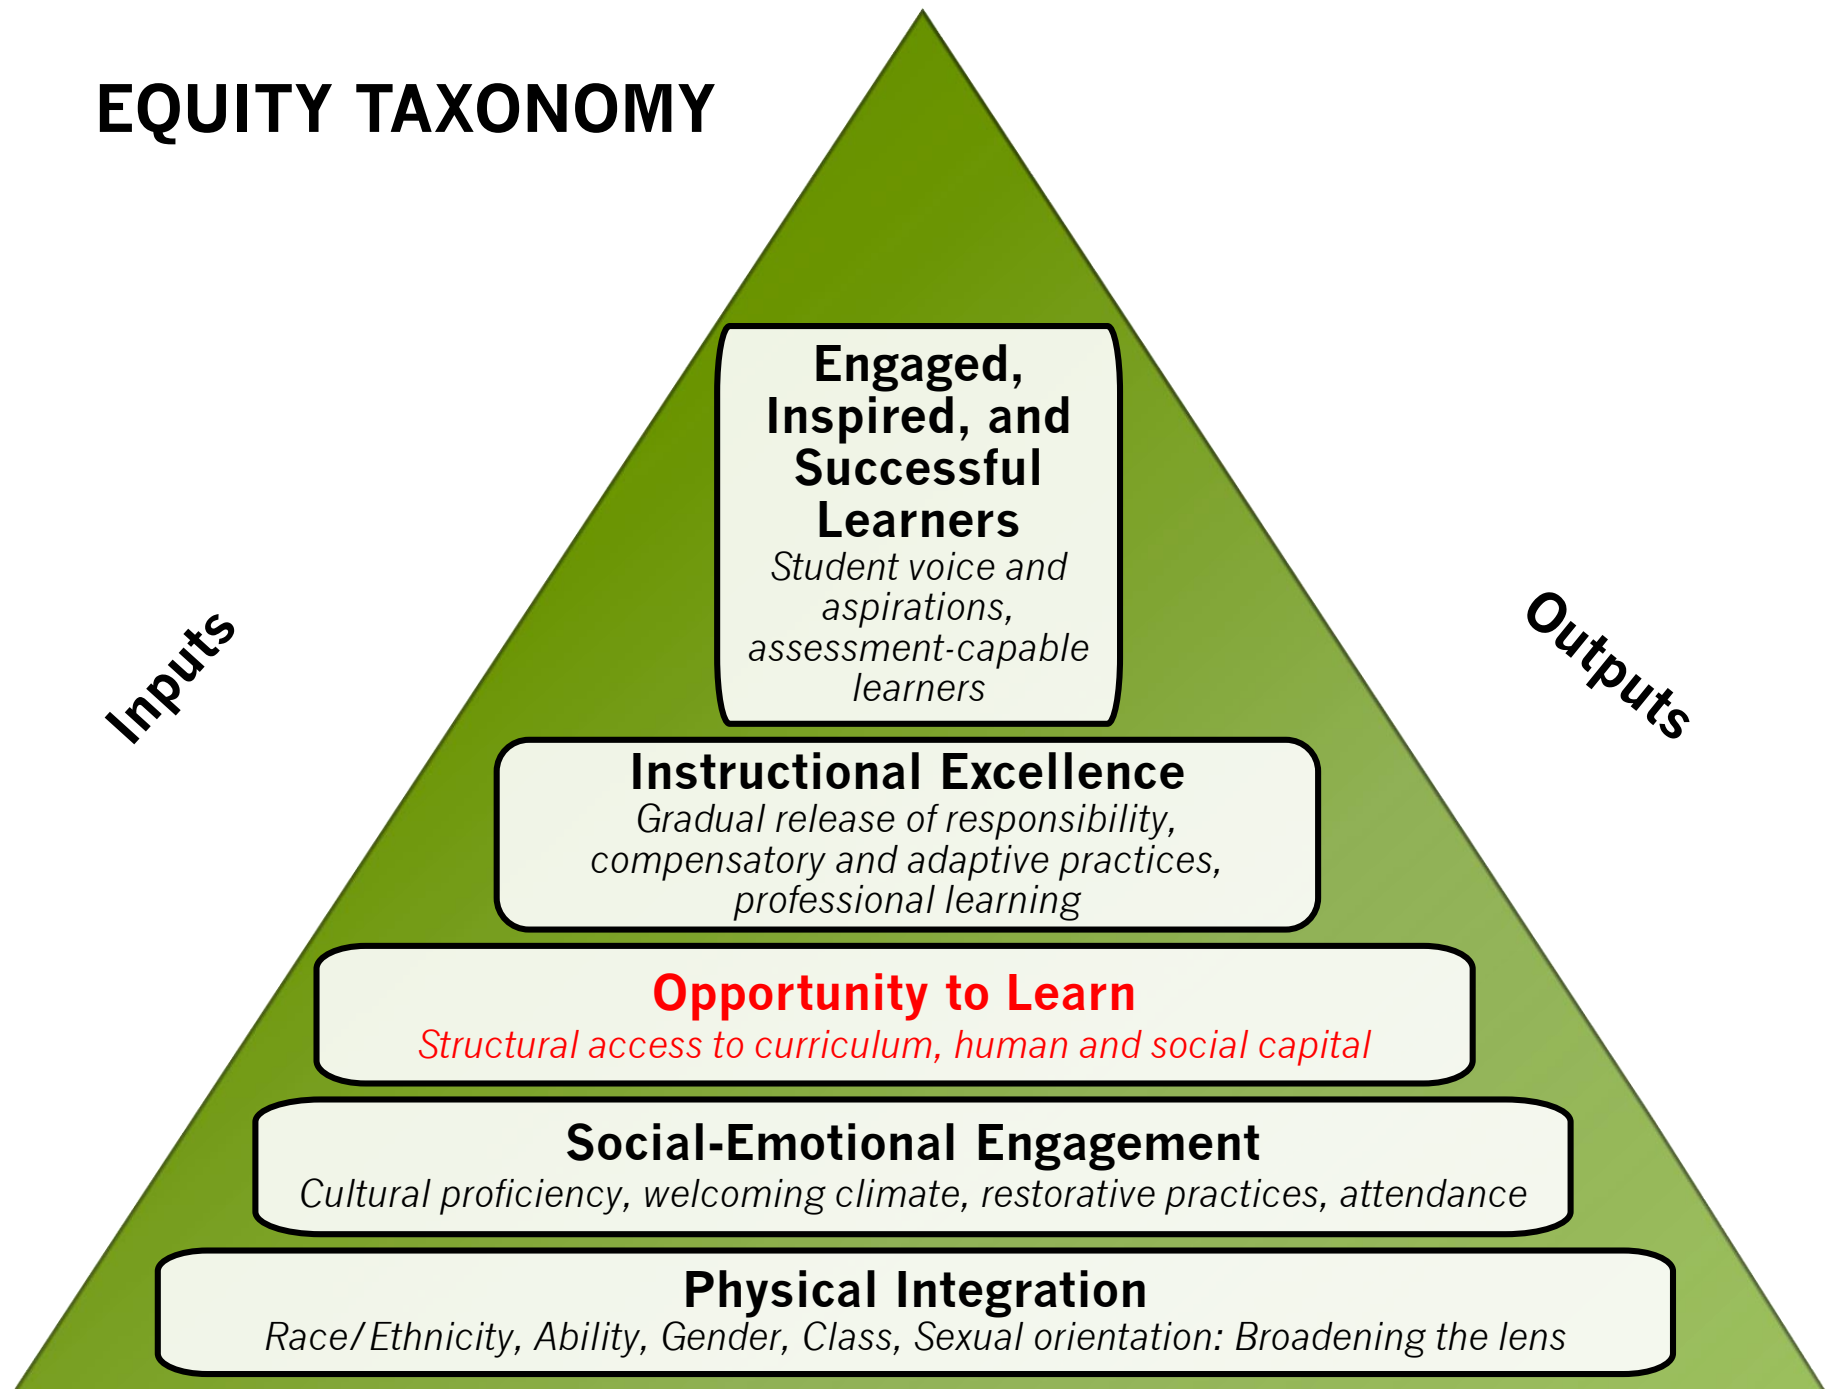 EQUITY TAXONOMY
Engaged,
Inspired, and
Successful
Learners
Student voice and
aspirations,
assessment-capable
learners
Inputs
Outputs
Instructional Excellence
Gradual release of responsibility,
compensatory and adaptive practices,
professional learning
Opportunity to Learn
Structural access to curriculum, human and social capital
Social-Emotional Engagement
Cultural proficiency, welcoming climate, restorative practices, attendance
Physical Integration
Race/Ethnicity, Ability, Gender, Class, Sexual orientation: Broadening the lens